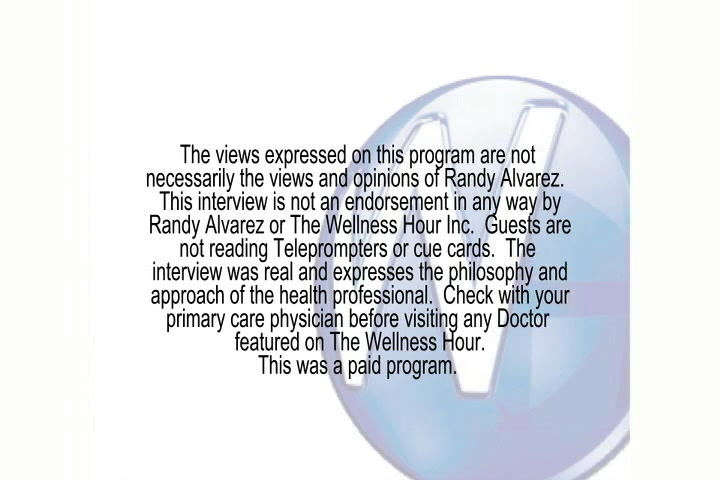 The views expressed on this program are not
necessarily the views and opinions of Randy Alvarez.
This interview is not an endorsement in any way by
Randy Alvarez or The Wellness Hour Inc.  Guests are
not reading Teleprompters or cue cards.  The
interview was real and expresses the philosophy and
approach of the health professional.  Check with your
primary care physician before visiting any Doctor
featured on The Wellness Hour.
This was a paid program.